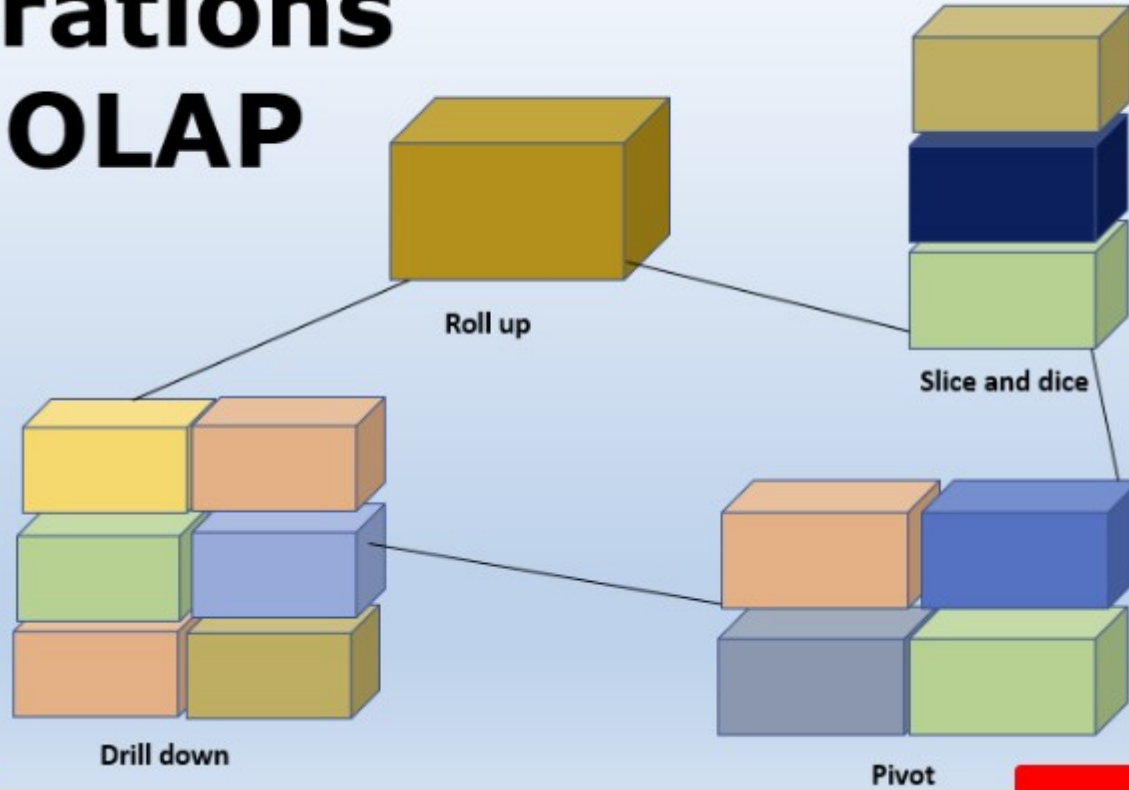 rations
OLAP
Roll up
Slice and dice
Drill down
Pivot